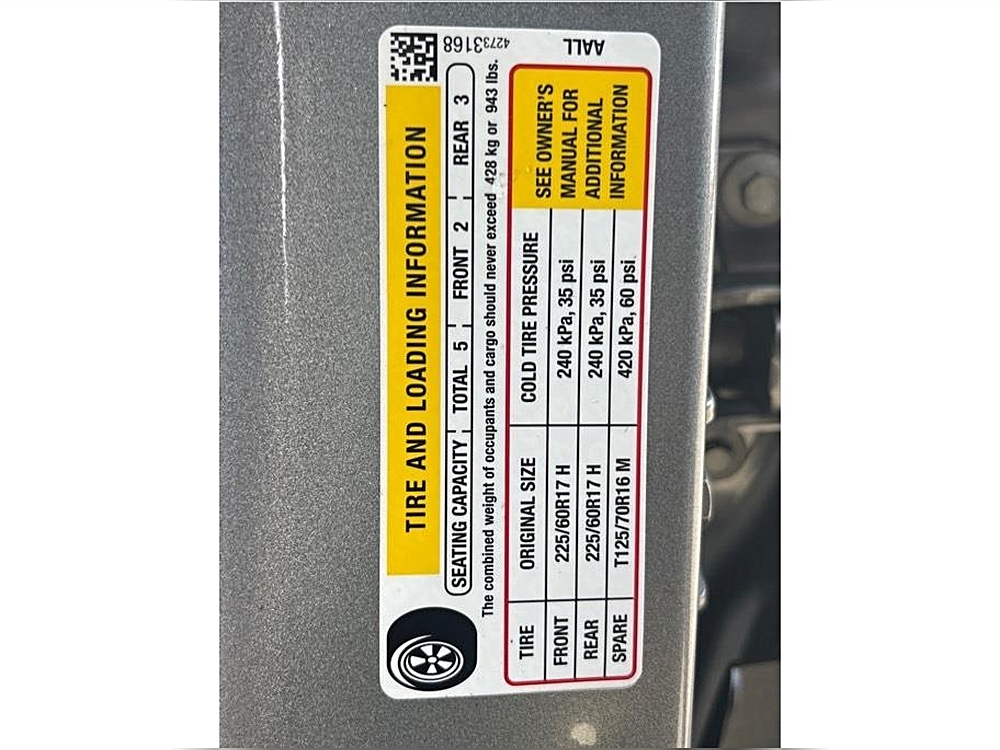 42733168
AALL
TIRE AND LOADING INFORMATION
SEATING CAPACITY TOTAL 5 FRONT 2 REAR 3
The combined weight of occupants and cargo should never exceed 428 kg or 943 lbs.
TIRE ORIGINAL SIZE COLD TIRE PRESSURE
FRONT 225/60R17 H 240 kPa, 35 psi
REAR 225/60R17 H 240 kPa, 35 psi
SPARE T125/70R16 M 420 kPa, 60 psi
SEE OWNER'S
MANUAL FOR
ADDITIONAL
INFORMATION